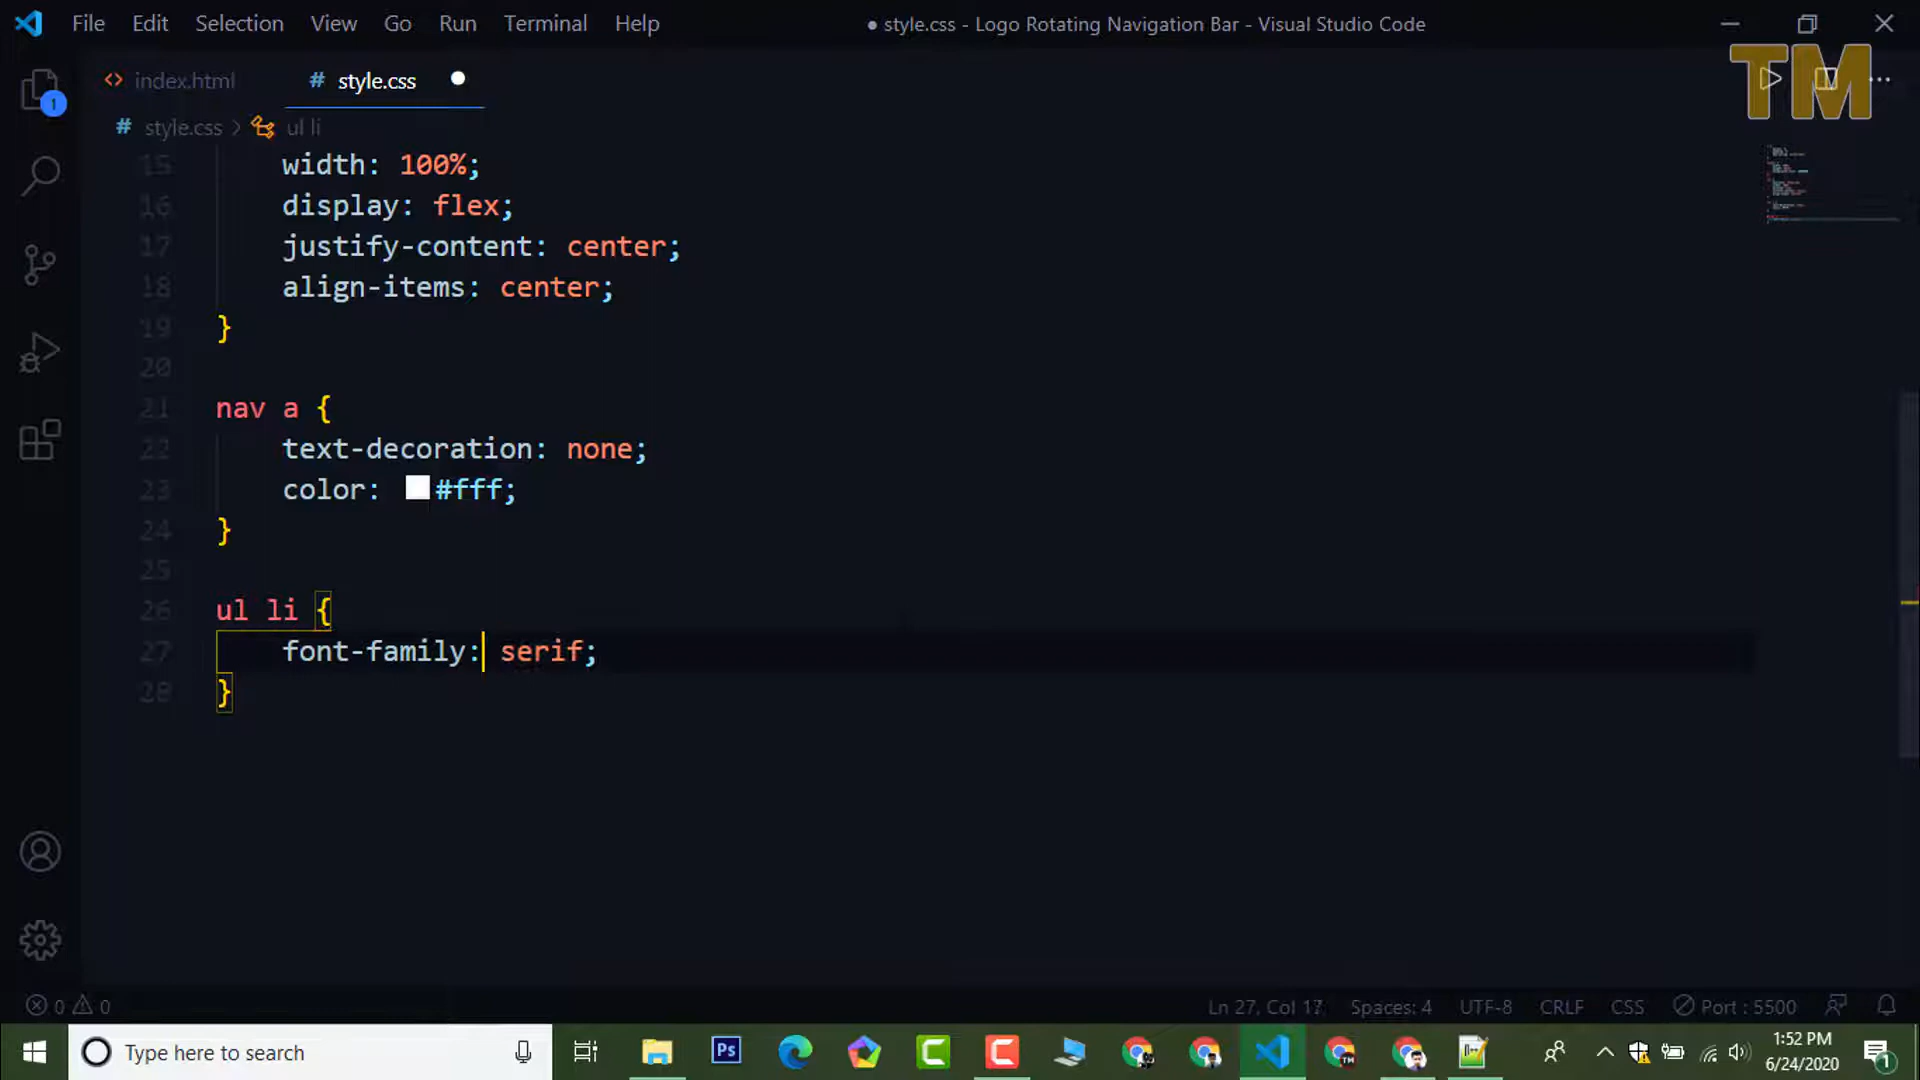 File Edit Selection View Go Run Terminal Help
● style.css - Logo Rotating Navigation Bar - Visual Studio Code
TM
<> index.html
# style.css ●
# style.css > ul li
1
15 width: 100%;
16 display: flex;
17 justify-content: center;
18 align-items: center;
19 }
20
21 nav a {
22 text-decoration: none;
23 color: #fff;
24 }
25
26 ul li {
27 font-family: serif;
28 }
0 0
Ln 27, Col 17 Spaces: 4 UTF-8 CRLF CSS Port : 5500
Type here to search
Ps
1:52 PM
6/24/2020
1